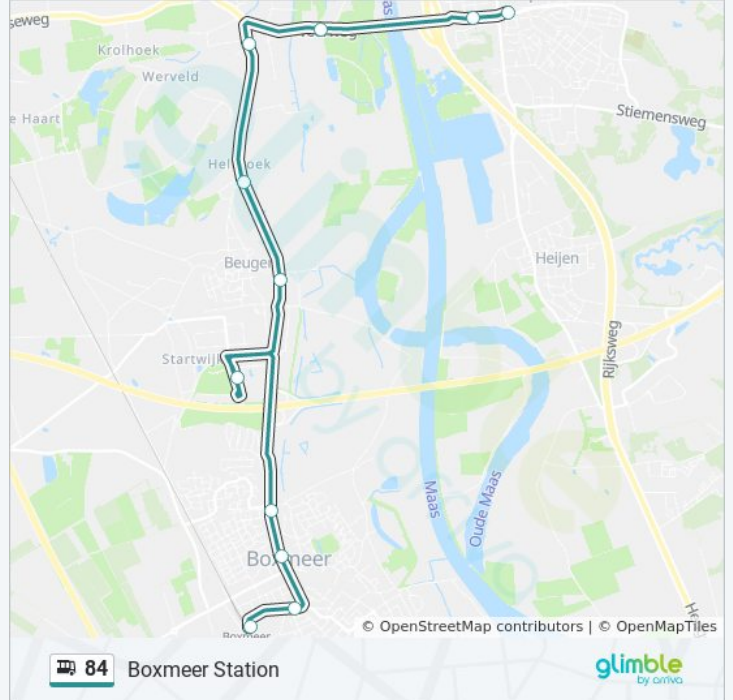 seweg
Krolhoek
Werveld
e Haart
Stiemensweg
Beugen
Heijen
Rijksweg
Maas
Oude Maas
Boxmeer
© OpenStreetMap contributors | © OpenMapTiles
Boxmeer
84 Boxmeer Station
glimble
by arriva